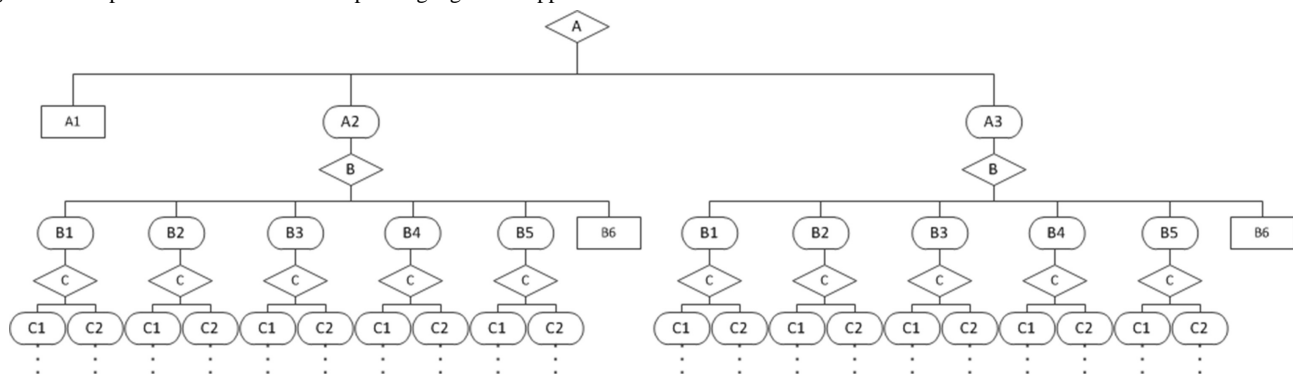 A
A1 A2 A3
B B
B1 B2 B3 B4 B5 B6 B1 B2 B3 B4 B5 B6
C C C C C C C C C C
C1 C2 C1 C2 C1 C2 C1 C2 C1 C2 C1 C2 C1 C2 C1 C2 C1 C2 C1 C2